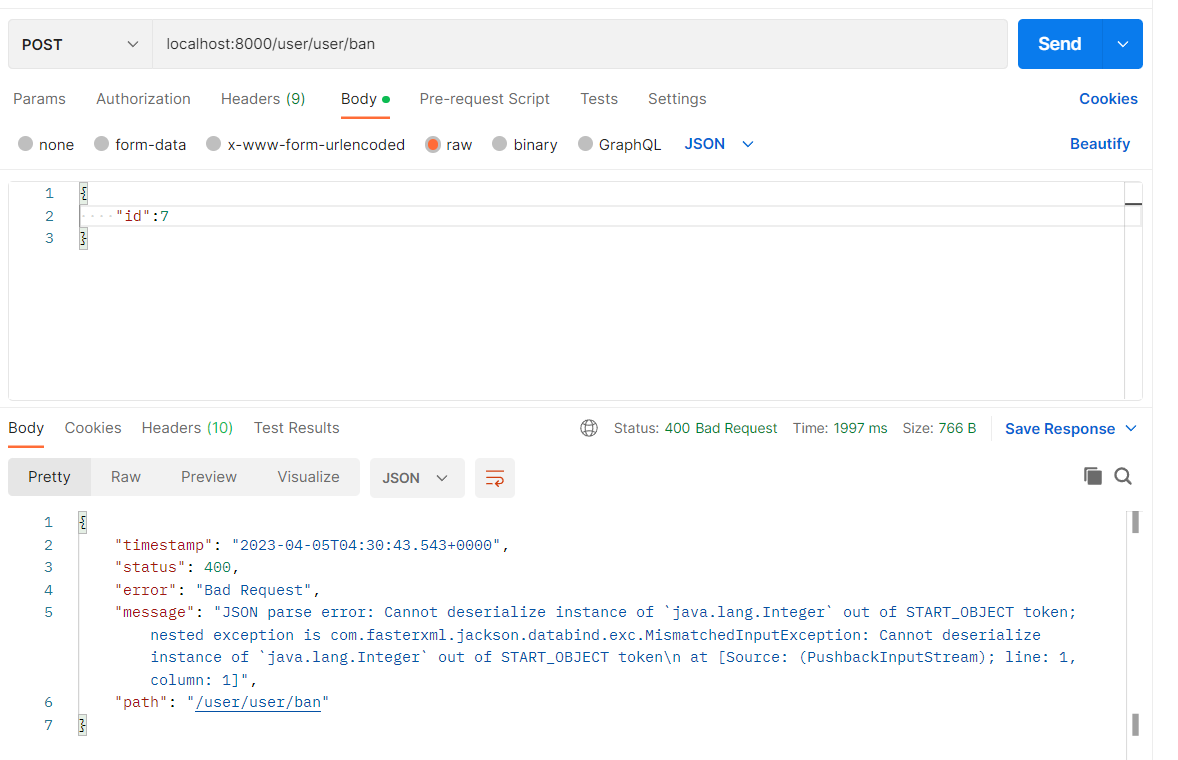 POST localhost:8000/user/user/ban Send
Params Authorization Headers (9) Body Pre-request Script Tests Settings Cookies
none form-data x-www-form-urlencoded raw binary GraphQL JSON Beautify
1 {
2 ····"id":7
3 }
Body Cookies Headers (10) Test Results Status: 400 Bad Request Time: 1997 ms Size: 766 B Save Response
Pretty Raw Preview Visualize JSON
1 {
2 "timestamp": "2023-04-05T04:30:43.543+0000",
3 "status": 400,
4 "error": "Bad Request",
5 "message": "JSON parse error: Cannot deserialize instance of `java.lang.Integer` out of START_OBJECT token;
nested exception is com.fasterxml.jackson.databind.exc.MismatchedInputException: Cannot deserialize
instance of `java.lang.Integer` out of START_OBJECT token\n at [Source: (PushbackInputStream); line: 1,
column: 1]",
6 "path": "/user/user/ban"
7 }